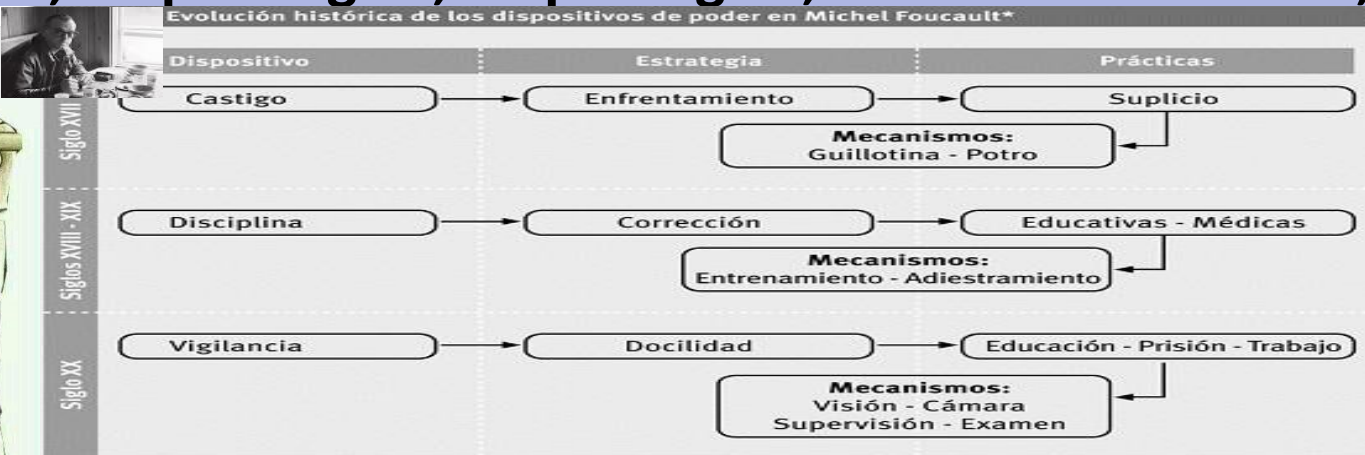 Evolución histórica de los dispositivos de poder en Michel Foucault*
Dispositivo Estrategia Prácticas
Siglo XVII
Castigo Enfrentamiento Suplicio
Mecanismos:
Guillotina - Potro
Siglos XVIII - XIX
Disciplina Corrección Educativas - Médicas
Mecanismos:
Entrenamiento - Adiestramiento
Siglo XX
Vigilancia Docilidad Educación - Prisión - Trabajo
Mecanismos:
Visión - Cámara
Supervisión - Examen